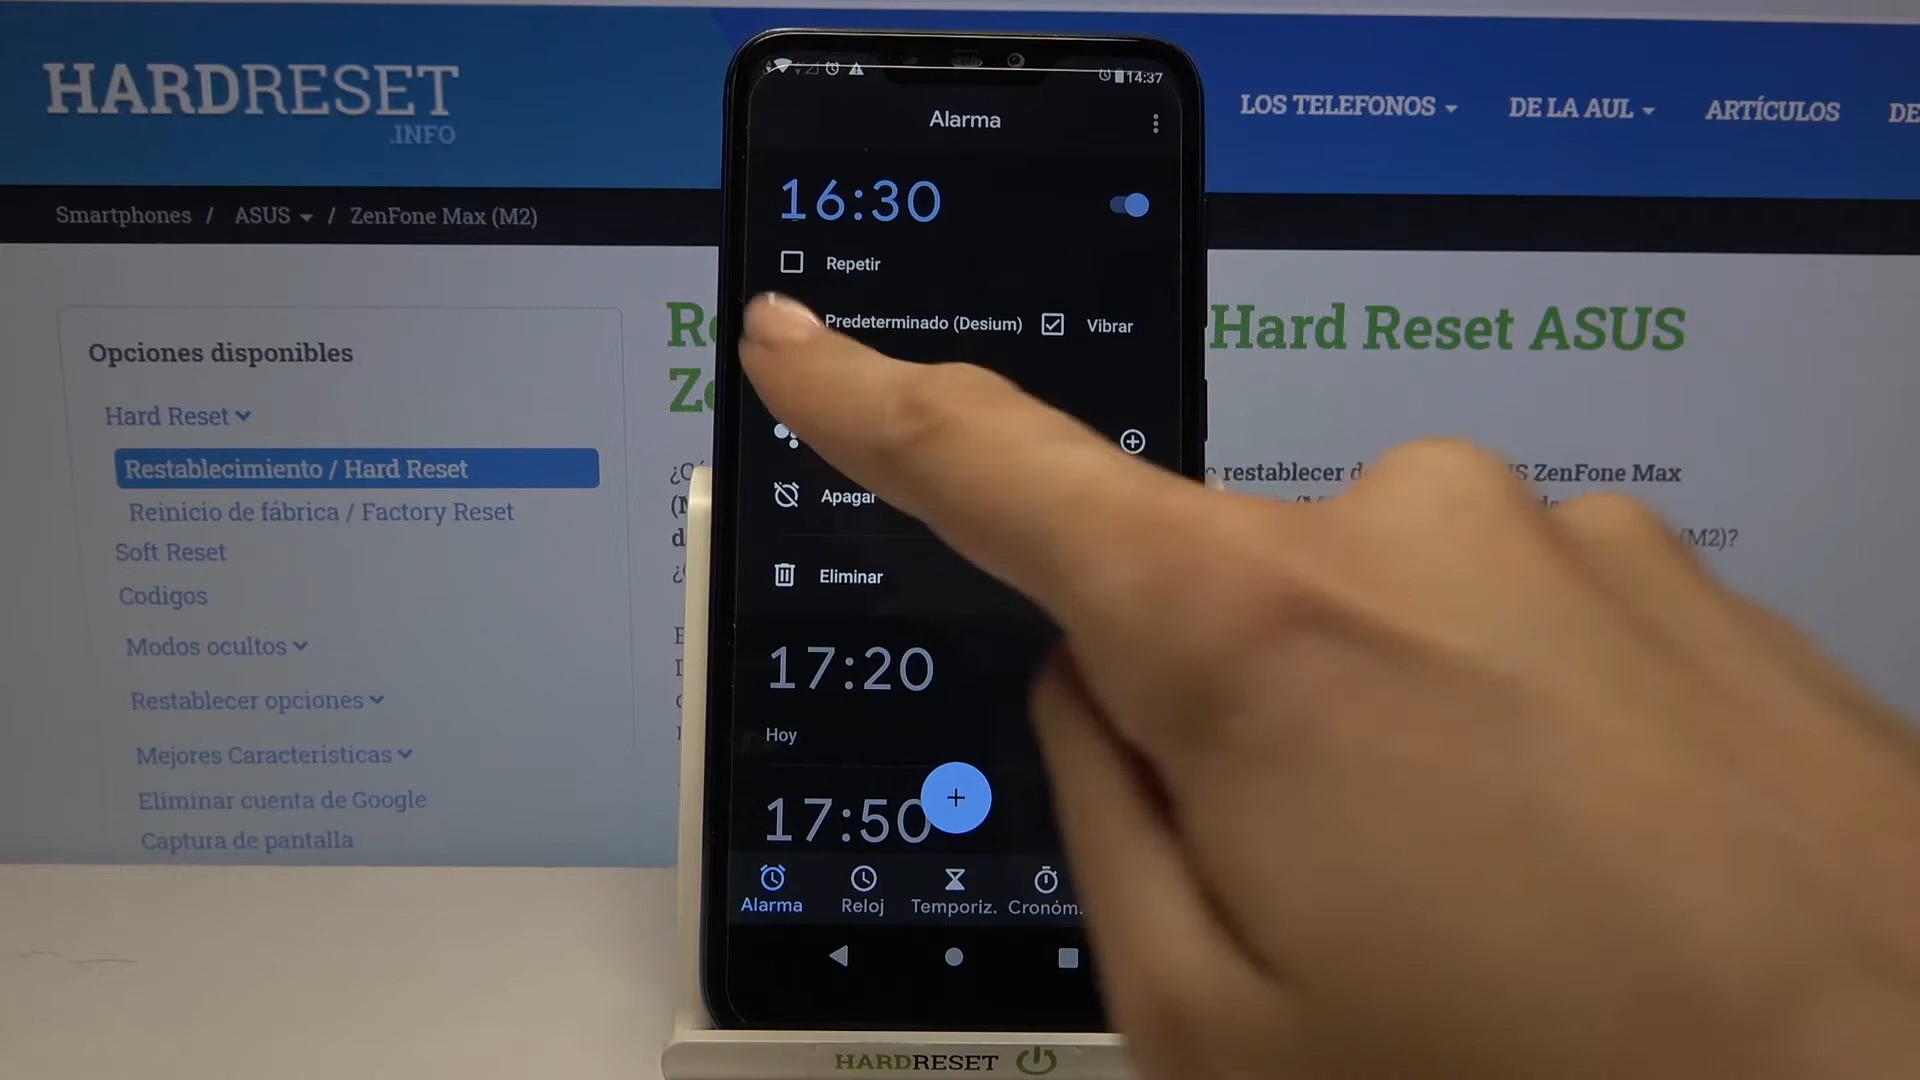 HARDRESET
.INFO
LOS TELEFONOS
DE LA AUL
ARTÍCULOS
DE
Smartphones / ASUS / ZenFone Max (M2)
Opciones disponibles
Hard Reset
Restablecimiento / Hard Reset
Reinicio de fábrica / Factory Reset
Soft Reset
Codigos
Modos ocultos
Restablecer opciones
Mejores Caracteristicas
Eliminar cuenta de Google
Captura de pantalla
Hard Reset ASUS
restablecer
ZenFone Max
(M2)?
14:37
Alarma
16:30
Repetir
Predeterminado (Desium)
Vibrar
Apagar
Eliminar
17:20
Hoy
17:50
+
Alarma
Reloj
Temporiz.
Cronóm.
HARDRESET